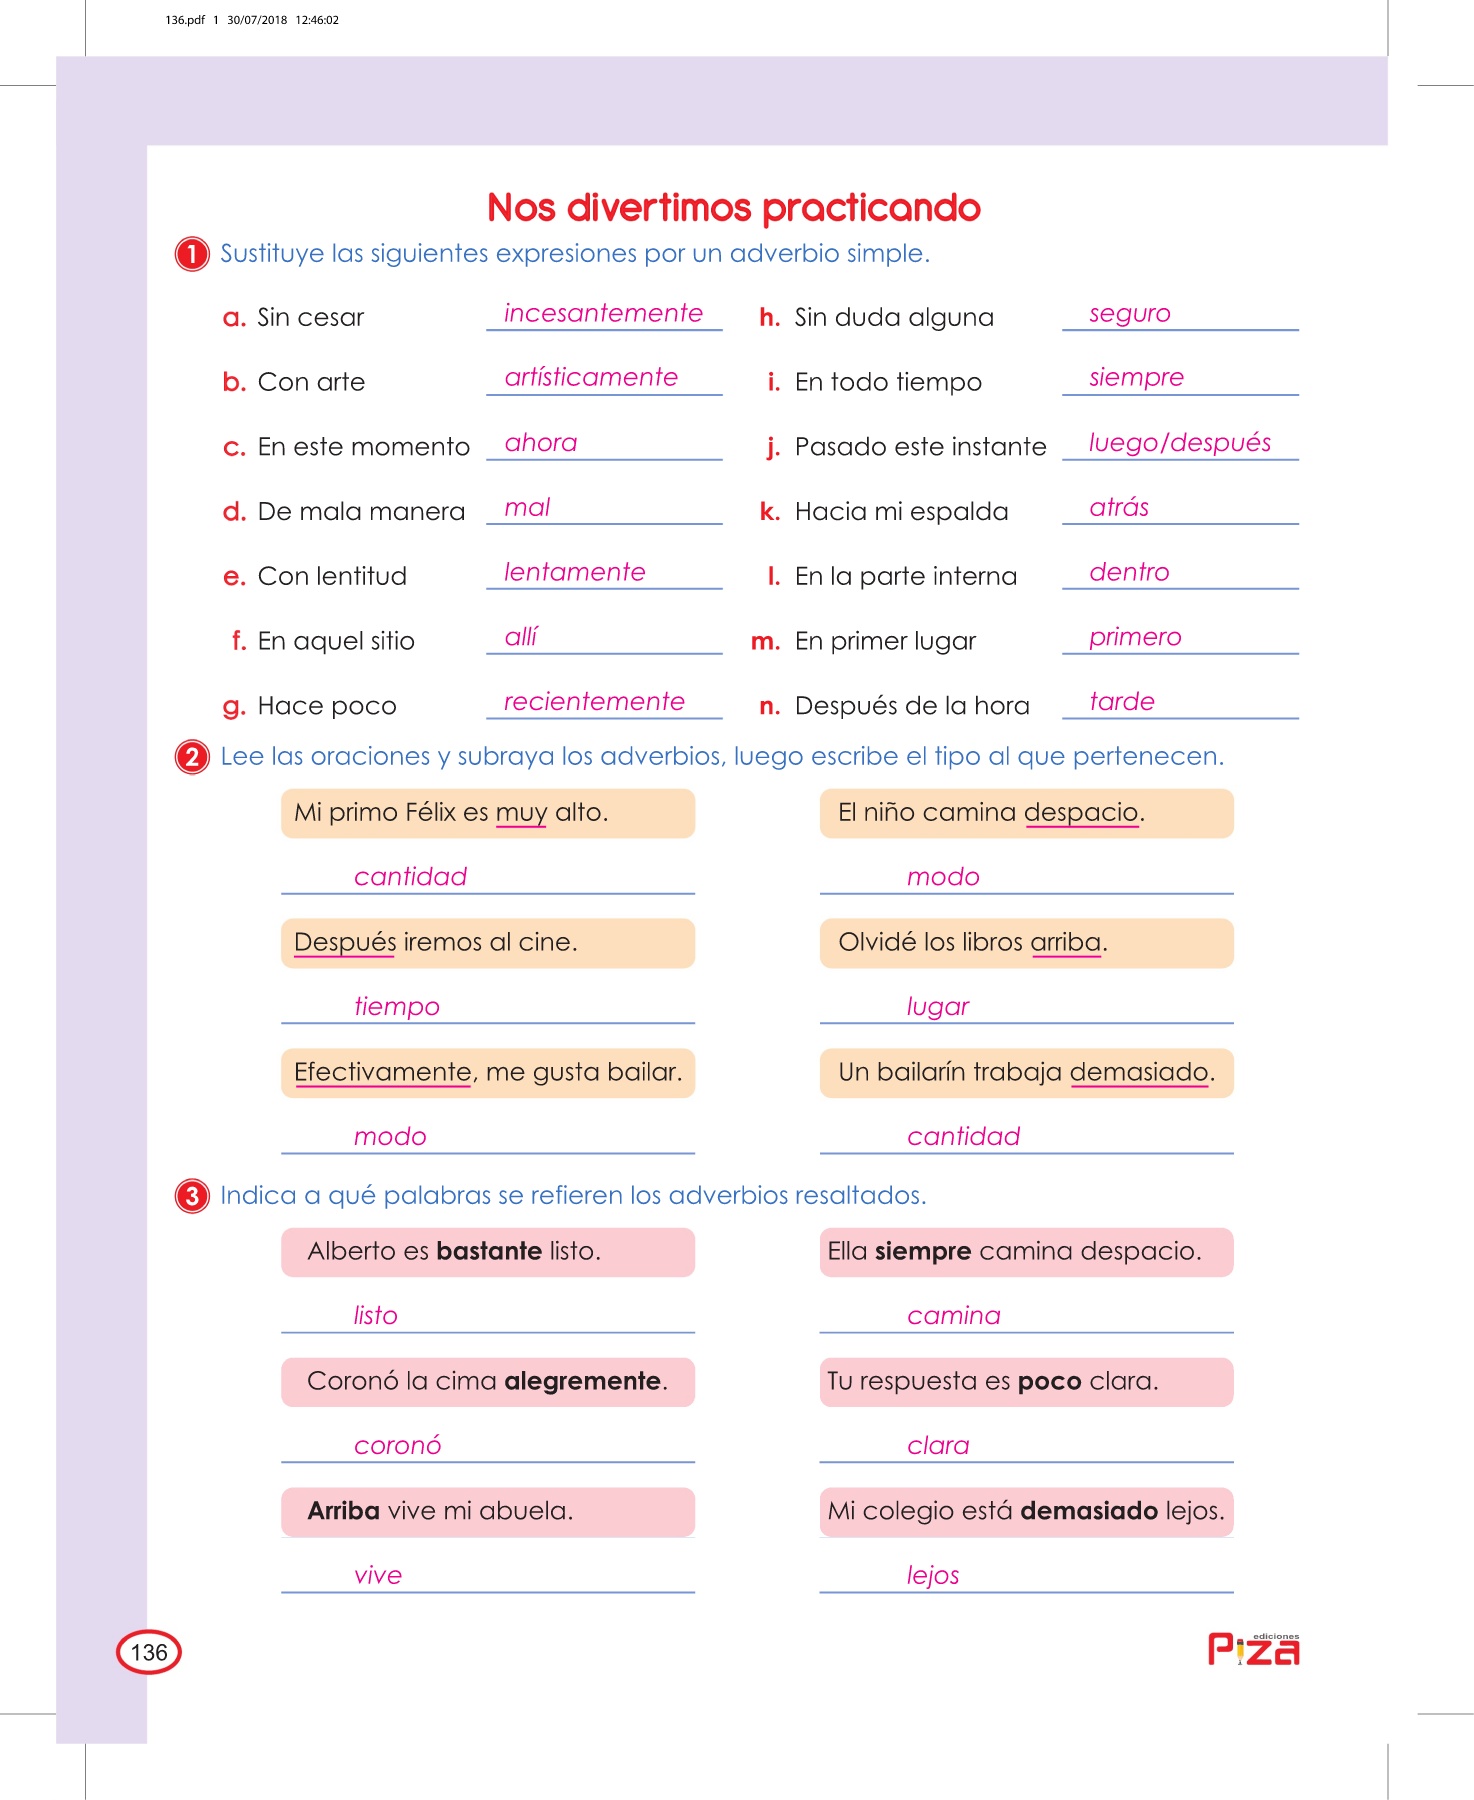 136.pdf 1 30/07/2018 12:46:02
Nos divertimos practicando
1 Sustituye las siguientes expresiones por un adverbio simple.
a. Sin cesar incesantemente h. Sin duda alguna seguro
b. Con arte artísticamente i. En todo tiempo siempre
c. En este momento ahora j. Pasado este instante luego/después
d. De mala manera mal k. Hacia mi espalda atrás
e. Con lentitud lentamente l. En la parte interna dentro
f. En aquel sitio allí m. En primer lugar primero
g. Hace poco recientemente n. Después de la hora tarde
2 Lee las oraciones y subraya los adverbios, luego escribe el tipo al que pertenecen.
Mi primo Félix es muy alto. El niño camina despacio.
cantidad modo
Después iremos al cine. Olvidé los libros arriba.
tiempo lugar
Efectivamente, me gusta bailar. Un bailarín trabaja demasiado.
modo cantidad
3 Indica a qué palabras se refieren los adverbios resaltados.
Alberto es bastante listo. Ella siempre camina despacio.
listo camina
Coronó la cima alegremente. Tu respuesta es poco clara.
coronó clara
Arriba vive mi abuela. Mi colegio está demasiado lejos.
vive lejos
136
ediciones
Piza